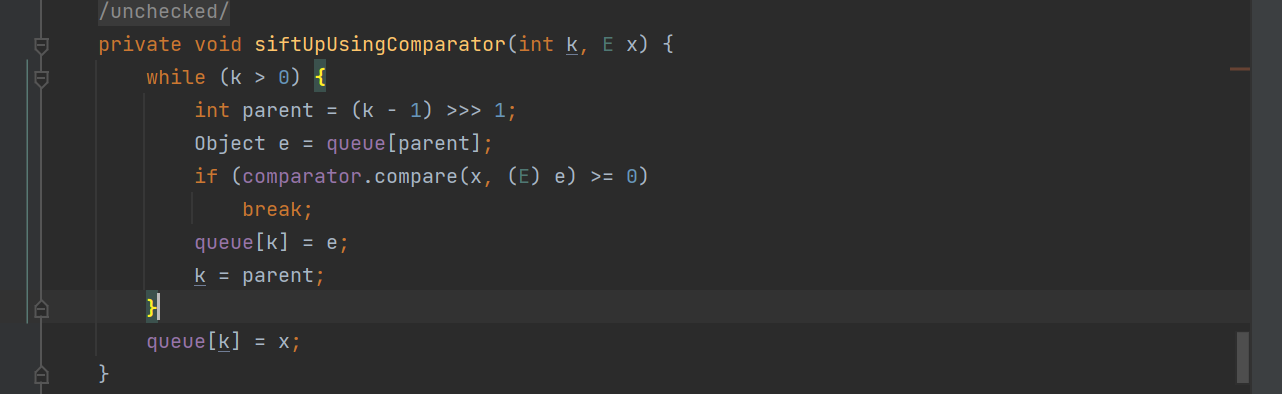 /unchecked/
private void siftUpUsingComparator(int k, E x) {
    while (k > 0) {
        int parent = (k - 1) >>> 1;
        Object e = queue[parent];
        if (comparator.compare(x, (E) e) >= 0)
            break;
        queue[k] = e;
        k = parent;
    }
    queue[k] = x;
}